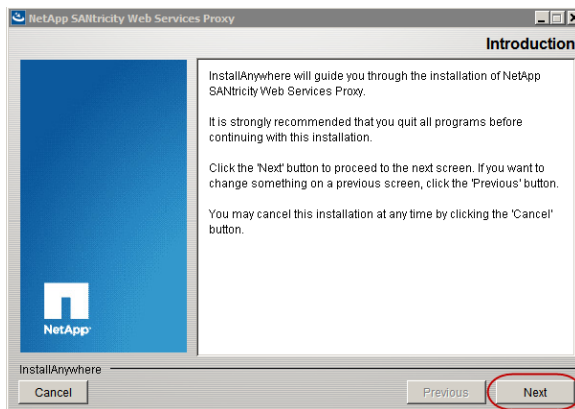 NetApp SANtricity Web Services Proxy
Introduction
InstallAnywhere will guide you through the installation of NetApp
SANtricity Web Services Proxy.
It is strongly recommended that you quit all programs before
continuing with this installation.
Click the 'Next' button to proceed to the next screen. If you want to
change something on a previous screen, click the 'Previous' button.
You may cancel this installation at any time by clicking the 'Cancel'
button.
NetApp
InstallAnywhere
Cancel
Previous
Next